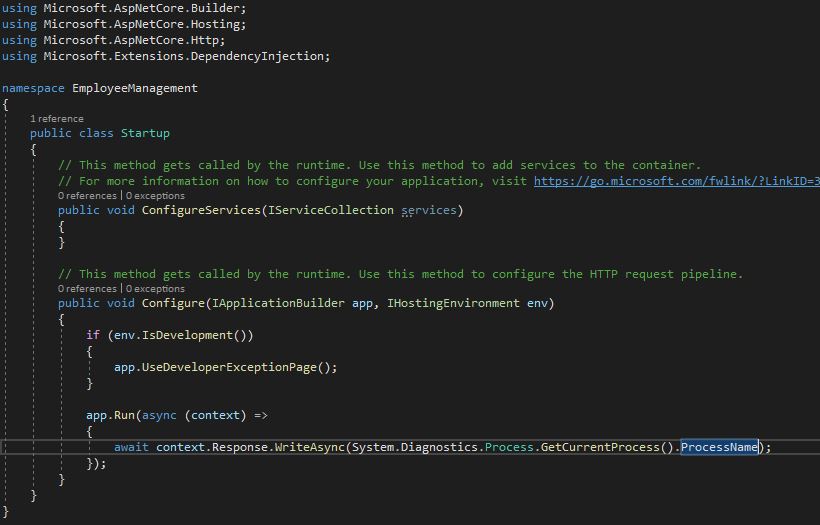 using Microsoft.AspNetCore.Builder;
using Microsoft.AspNetCore.Hosting;
using Microsoft.AspNetCore.Http;
using Microsoft.Extensions.DependencyInjection;
namespace EmployeeManagement
{
1 reference
public class Startup
{
// This method gets called by the runtime. Use this method to add services to the container.
// For more information on how to configure your application, visit https://go.microsoft.com/fwlink/?LinkID=3
0 references | 0 exceptions
public void ConfigureServices(IServiceCollection services)
{
}
// This method gets called by the runtime. Use this method to configure the HTTP request pipeline.
0 references | 0 exceptions
public void Configure(IApplicationBuilder app, IHostingEnvironment env)
{
if (env.IsDevelopment())
{
app.UseDeveloperExceptionPage();
}
app.Run(async (context) =>
{
await context.Response.WriteAsync(System.Diagnostics.Process.GetCurrentProcess().ProcessName);
});
}
}
}